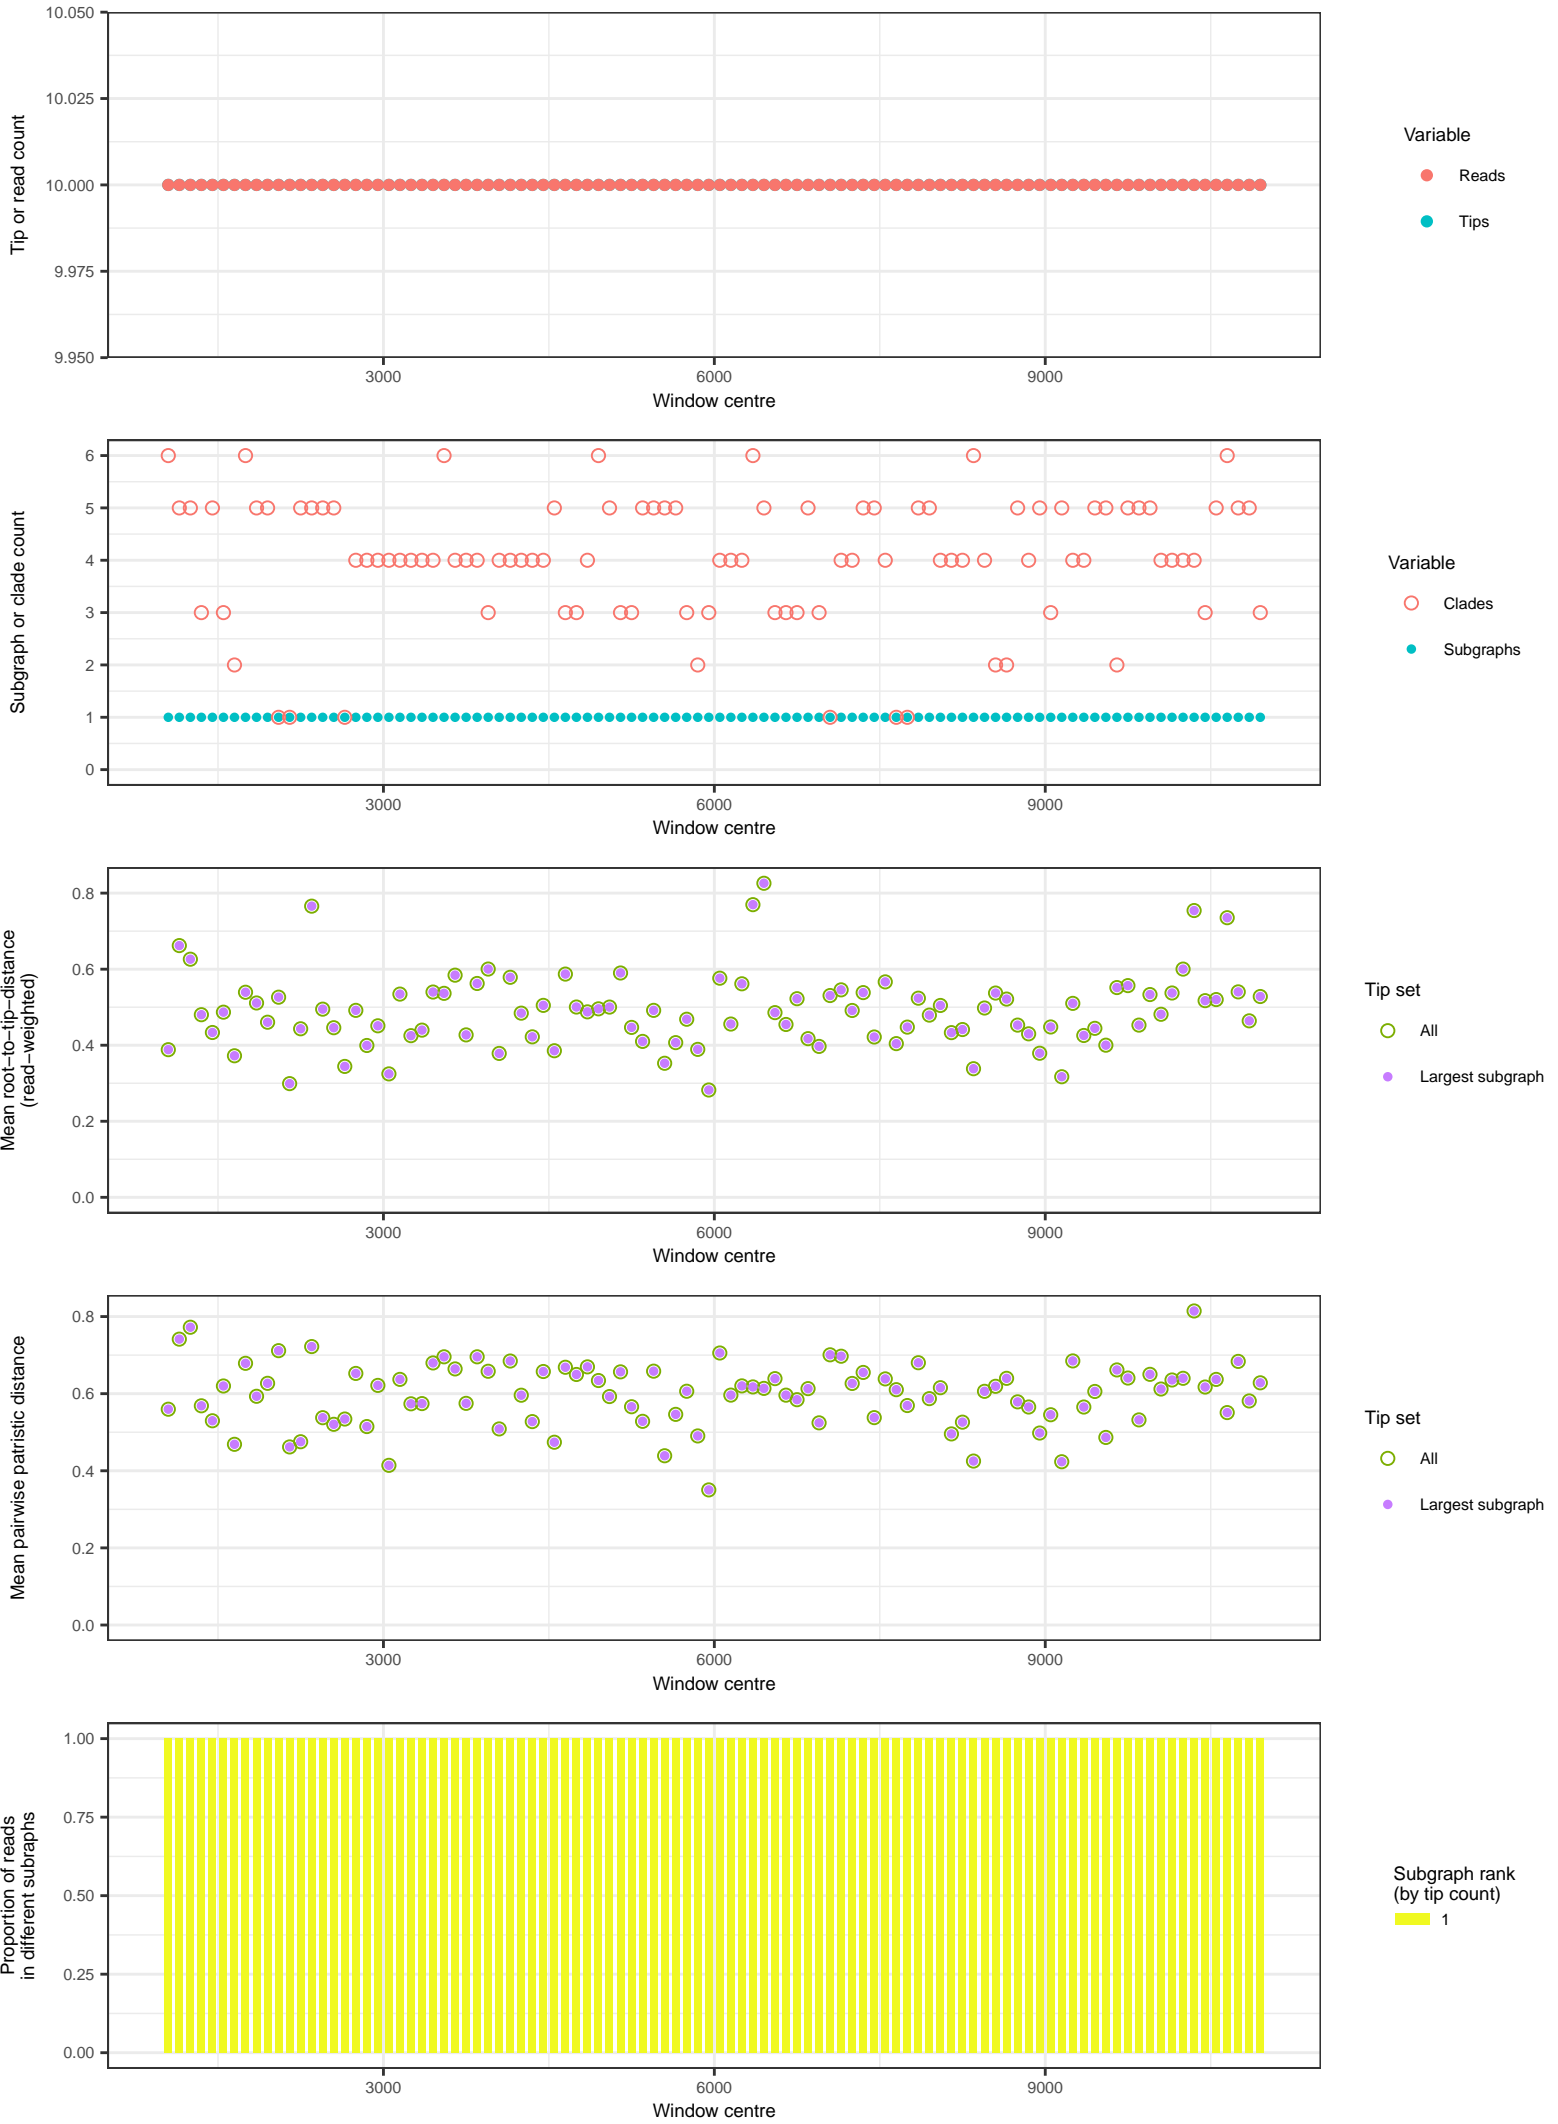 10.050
10.025
10.000
9.975
9.950
Tip or read count
3000
6000
9000
Window centre
Variable
Reads
Tips
6
5
4
3
2
1
0
Subgraph or clade count
3000
6000
9000
Window centre
Variable
Clades
Subgraphs
0.8
0.6
0.4
0.2
0.0
Mean root−to−tip−distance
(read−weighted)
3000
6000
9000
Window centre
Tip set
All
Largest subgraph
0.8
0.6
0.4
0.2
0.0
Mean pairwise patristic distance
3000
6000
9000
Window centre
Tip set
All
Largest subgraph
1.00
0.75
0.50
0.25
0.00
Proportion of reads
in different subraphs
3000
6000
9000
Window centre
Subgraph rank
(by tip count)
1